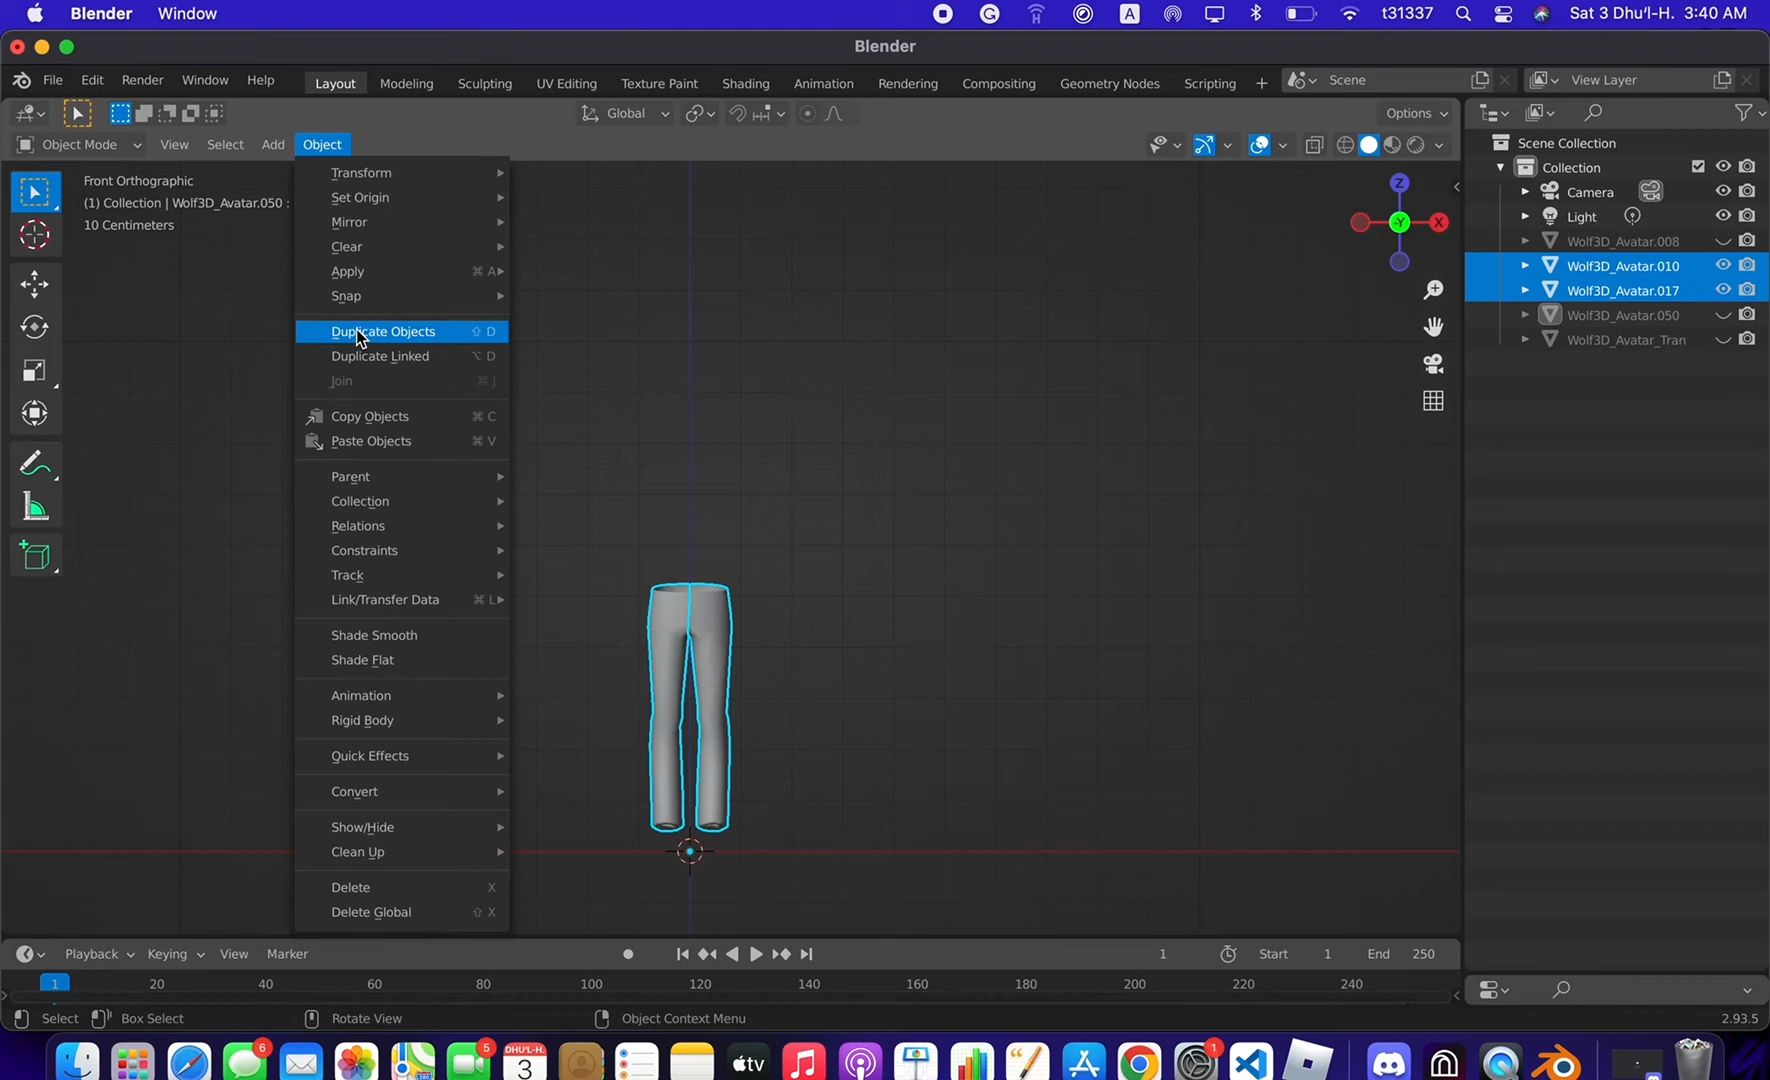 Blender Window A t31337 Sat 3 Dhuʻl-H. 3:40 AM
Blender
File Edit Render Window Help Layout Modeling Sculpting UV Editing Texture Paint Shading Animation Rendering Compositing Geometry Nodes Scripting + Scene View Layer
Global Options
Object Mode View Select Add Object
Scene Collection
Collection
Camera
Light
Wolf3D_Avatar.008
Wolf3D_Avatar.010
Wolf3D_Avatar.017
Wolf3D_Avatar.050
Wolf3D_Avatar_Tran
Front Orthographic
(1) Collection | Wolf3D_Avatar.050 :
10 Centimeters
Z
-Y X
Transform
Set Origin
Mirror
Clear
Apply ⌘ A
Snap
Duplicate Objects ⇧ D
Duplicate Linked ⌥ D
Join ⌘ J
Copy Objects ⌘ C
Paste Objects ⌘ V
Parent
Collection
Relations
Constraints
Track
Link/Transfer Data ⌘ L
Shade Smooth
Shade Flat
Animation
Rigid Body
Quick Effects
Convert
Show/Hide
Clean Up
Delete X
Delete Global ⇧ X
Playback Keying View Marker 1 Start 1 End 250
1 20 40 60 80 100 120 140 160 180 200 220 240
Select Box Select Rotate View Object Context Menu 2.93.5
6 5 DHUʻL-H. 3 tv 1